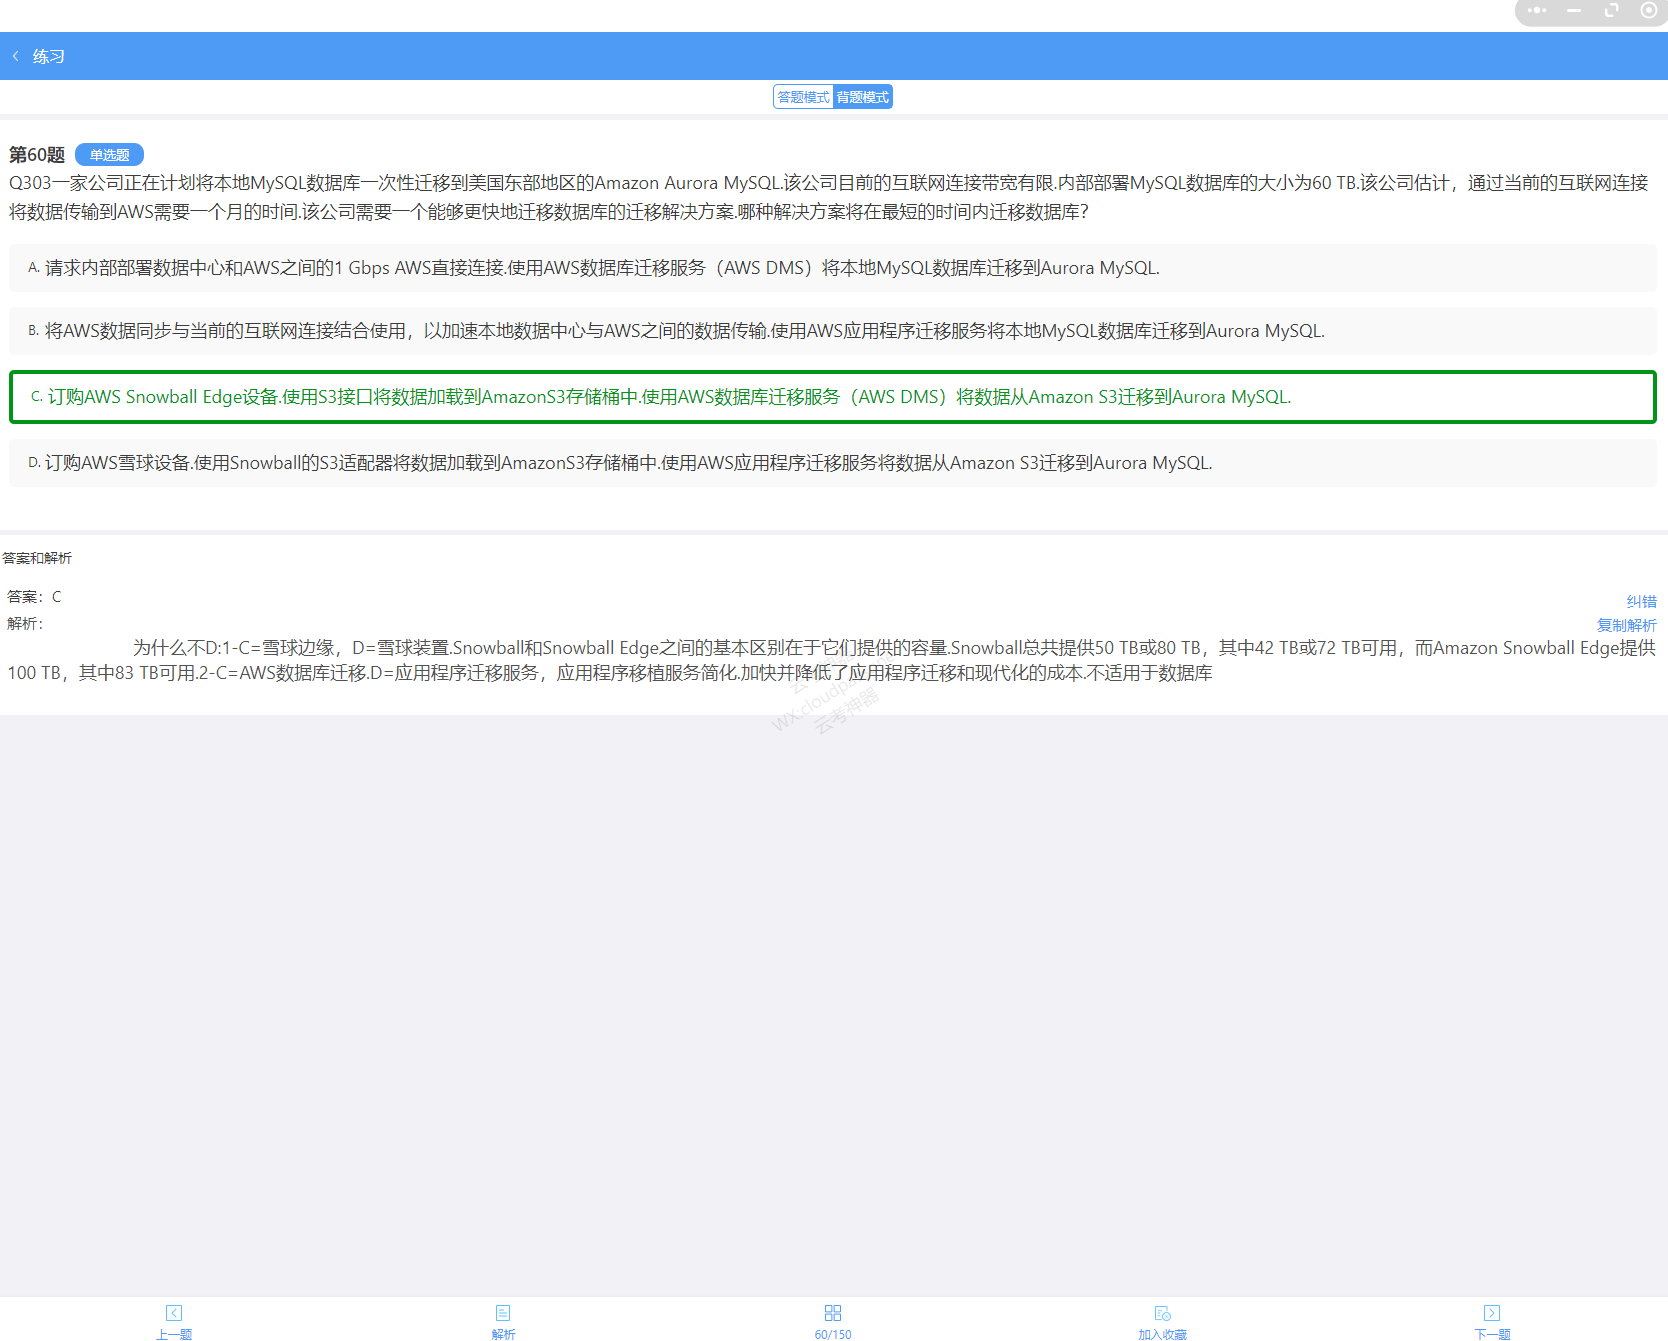 练习
答题模式 背题模式
第60题 单选题
Q303一家公司正在计划将本地MySQL数据库一次性迁移到美国东部地区的Amazon Aurora MySQL.该公司目前的互联网连接带宽有限.内部部署MySQL数据库的大小为60 TB.该公司估计，通过当前的互联网连接
将数据传输到AWS需要一个月的时间.该公司需要一个能够更快地迁移数据库的迁移解决方案.哪种解决方案将在最短的时间内迁移数据库？
A. 请求内部部署数据中心和AWS之间的1 Gbps AWS直接连接.使用AWS数据库迁移服务（AWS DMS）将本地MySQL数据库迁移到Aurora MySQL.
B. 将AWS数据同步与当前的互联网连接结合使用，以加速本地数据中心与AWS之间的数据传输.使用AWS应用程序迁移服务将本地MySQL数据库迁移到Aurora MySQL.
C. 订购AWS Snowball Edge设备.使用S3接口将数据加载到AmazonS3存储桶中.使用AWS数据库迁移服务（AWS DMS）将数据从Amazon S3迁移到Aurora MySQL.
D. 订购AWS雪球设备.使用Snowball的S3适配器将数据加载到AmazonS3存储桶中.使用AWS应用程序迁移服务将数据从Amazon S3迁移到Aurora MySQL.
答案和解析
答案：C
纠错
解析：
复制解析
为什么不D:1-C=雪球边缘，D=雪球装置.Snowball和Snowball Edge之间的基本区别在于它们提供的容量.Snowball总共提供50 TB或80 TB，其中42 TB或72 TB可用，而Amazon Snowball Edge提供
100 TB，其中83 TB可用.2-C=AWS数据库迁移.D=应用程序迁移服务，应用程序移植服务简化.加快并降低了应用程序迁移和现代化的成本.不适用于数据库
云考神器
上一题 解析 60/150 加入收藏 下一题